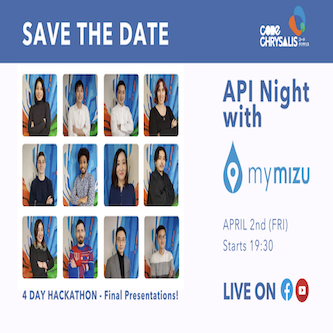 SAVE THE DATE
CODE
CHRYSALIS
API Night
with
mymizu
APRIL 2nd (FRI)
Starts 19:30
4 DAY HACKATHON - Final Presentations!
LIVE ON